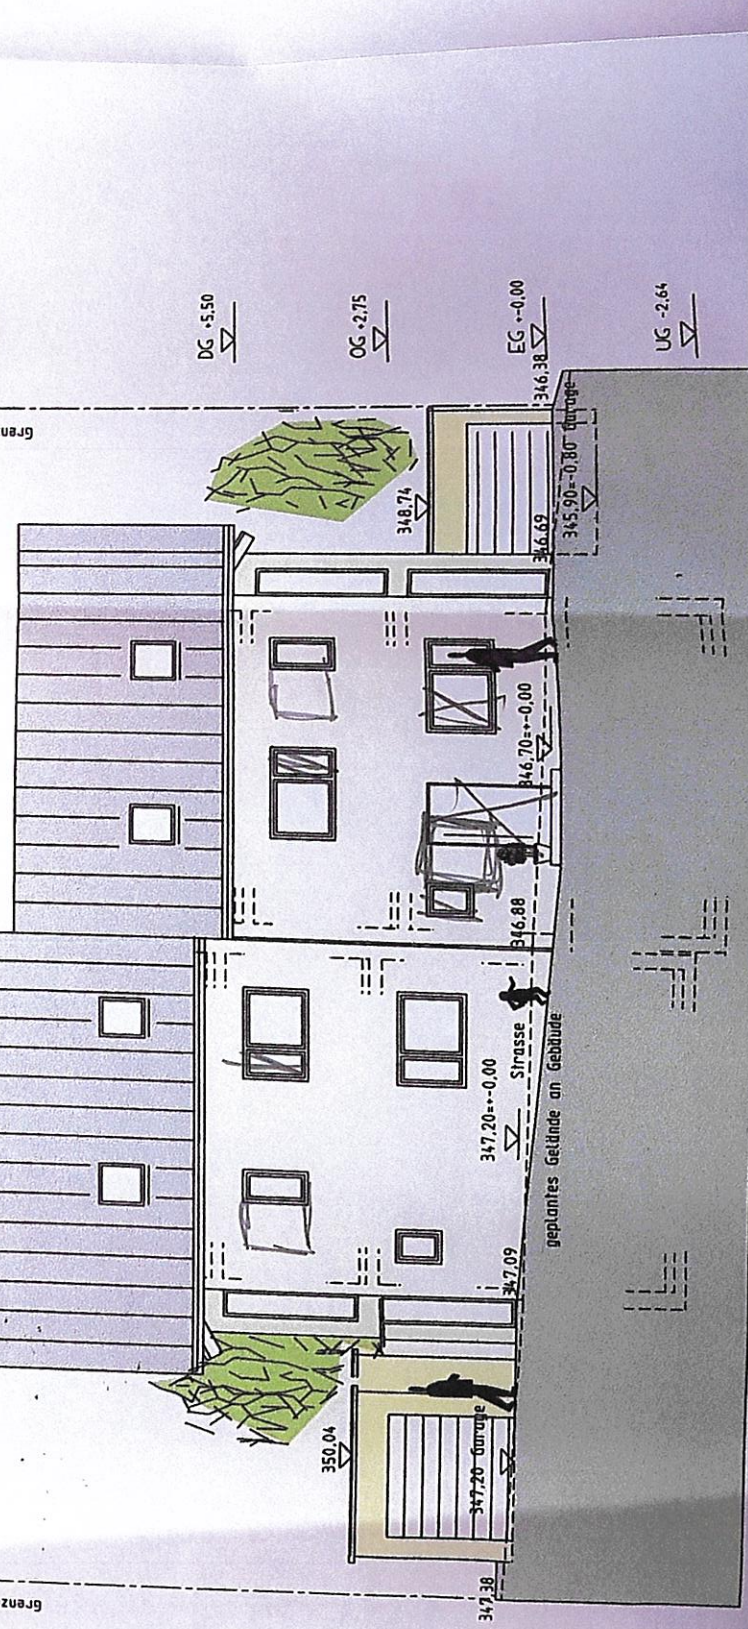 Grenz
Grenz
DG +5,50
OG +2,75
EG +-0,00
UG -2,64
350,04
348,74
347,38
347,20 Garage
347,09
347,20=+-0,00
Strasse
geplantes Gelände an Gebäude
346,88
346,70=+-0,00
346,69
345,90=-0,80 Garage
346,38